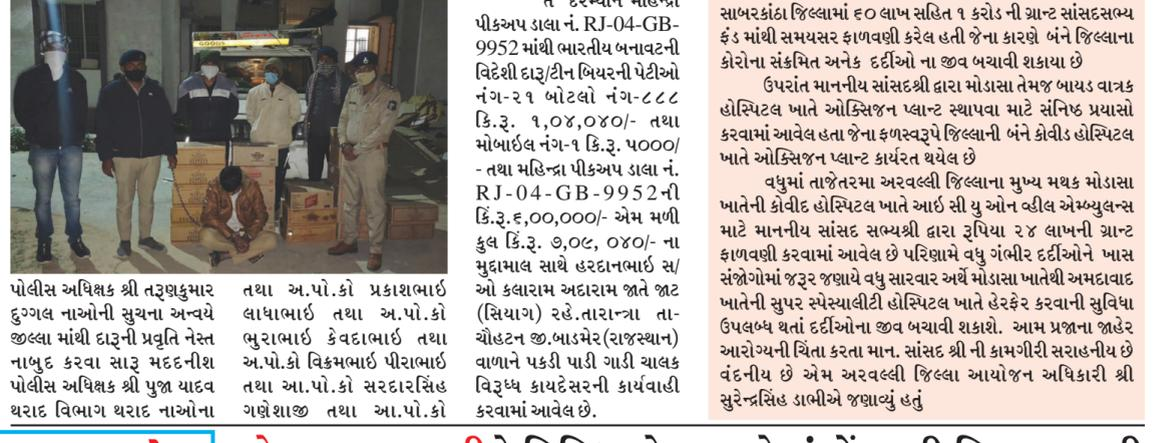 પોલીસ અધિક્ષક શ્રી તરૂણકુમાર
દુગ્ગલ નાઓની સુચના અન્વયે
જીલ્લા માંથી દારૂની પ્રવૃતિ નેસ્ત
નાબુદ કરવા સારૂ મદદનીશ
પોલીસ અધિક્ષક શ્રી પુજા યાદવ
થરાદ વિભાગ થરાદ નાઓના
તથા અ.પો.કો પ્રકાશભાઇ
લાધાભાઇ તથા અ.પો.કો
ભુરાભાઇ કેવદાભાઇ તથા
અ.પો.કો વિક્રમભાઇ પીરાભાઇ
તથા આ.પો.કો સરદારસિંહ
ગણેશાજી તથા આ.પો.કો
તે દરમ્યાન મહિન્દ્રા
પીકઅપ ડાલા નં. RJ-04-GB-
9952 માંથી ભારતીય બનાવટની
વિદેશી દારૂ/ટીન બિયરની પેટીઓ
નંગ-૨૧ બોટલો નંગ-૮૮૮
કિ.રૂ. ૧,૦૪,૦૪૦/- તથા
મોબાઇલ નંગ-૧ કિ.રૂ. ૫૦૦૦/
- તથા મહિન્દ્રા પીકઅપ ડાલા નં.
RJ-04-GB-9952ની
કિં.રૂ.૬,૦૦,૦૦૦/- એમ મળી
કુલ કિં.રૂ. ૭,૦૯, ૦૪૦/- ના
મુદ્દામાલ સાથે હરદાનભાઇ સ/
ઓ કલારામ અદારામ જાતે જાટ
(સિયાગ) રહે.તારાન્ત્રા તા-
ચૌહટન જી.બાડમેર(રાજસ્થાન)
વાળાને પકડી પાડી ગાડી ચાલક
વિરૂધ્ધ કાયદેસરની કાર્યવાહી
કરવામાં આવેલ છે.
સાબરકાંઠા જિલ્લામાં ૬૦ લાખ સહિત ૧ કરોડ ની ગ્રાન્ટ સાંસદસભ્ય
ફંડ માંથી સમયસર ફાળવણી કરેલ હતી જેના કારણે બંને જિલ્લાના
કોરોના સંક્રમિત અનેક દર્દીઓ ના જીવ બચાવી શકાયા છે
ઉપરાંત માનનીય સાંસદશ્રી દ્વારા મોડાસા તેમજ બાયડ વાત્રક
હોસ્પિટલ ખાતે ઓક્સિજન પ્લાન્ટ સ્થાપવા માટે સંનિષ્ઠ પ્રયાસો
કરવામાં આવેલ હતા જેના ફળસ્વરૂપે જિલ્લાની બંને કોવીડ હોસ્પિટલ
ખાતે ઓક્સિજન પ્લાન્ટ કાર્યરત થયેલ છે
વધુમાં તાજેતરમા અરવલ્લી જિલ્લાના મુખ્ય મથક મોડાસા
ખાતેની કોવીદ હોસ્પિટલ ખાતે આઇ સી યુ ઓન વ્હીલ એમ્બ્યુલન્સ
માટે માનનીય સાંસદ સભ્યશ્રી દ્વારા રૂપિયા ૨૪ લાખની ગ્રાન્ટ
ફાળવણી કરવામાં આવેલ છે પરિણામે વધુ ગંભીર દર્દીઓને ખાસ
સંજોગોમાં જરૂર જણાયે વધુ સારવાર અર્થે મોડાસા ખાતેથી અમદાવાદ
ખાતેની સુપર સ્પેસ્યાલીટી હોસ્પિટલ ખાતે હેરફેર કરવાની સુવિધા
ઉપલબ્ધ થતાં દર્દીઓના જીવ બચાવી શકાશે. આમ પ્રજાના જાહેર
આરોગ્યની ચિંતા કરતા માન. સાંસદ શ્રી ની કામગીરી સરાહનીય છે
વંદનીય છે એમ અરવલ્લી જિલ્લા આયોજન અધિકારી શ્રી
સુરેન્દ્રસિંહ ડાભીએ જણાવ્યું હતું